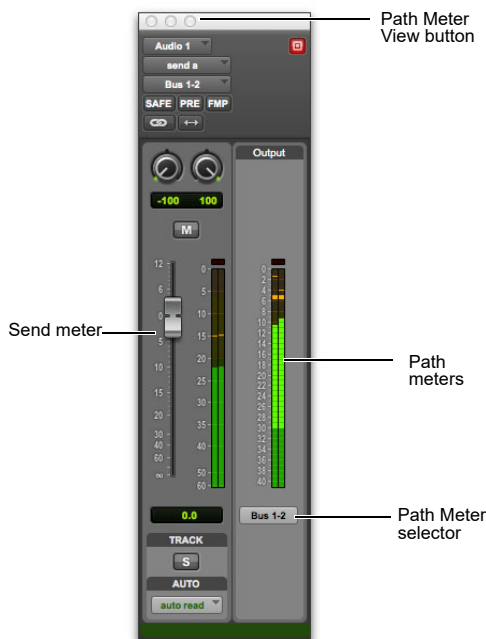 Path Meter
View button
Audio 1
send a
Bus 1-2
SAFE PRE FMP
Output
-100 100
M
12
6
0
5
10
15
20
30
40
60
∞
0
5
10
15
20
25
30
35
40
50
60
0
2
4
6
8
10
12
14
16
18
20
22
24
26
28
30
32
34
36
38
40
Send meter
Path
meters
0.0
Bus 1-2
Path Meter
selector
TRACK
S
AUTO
auto read